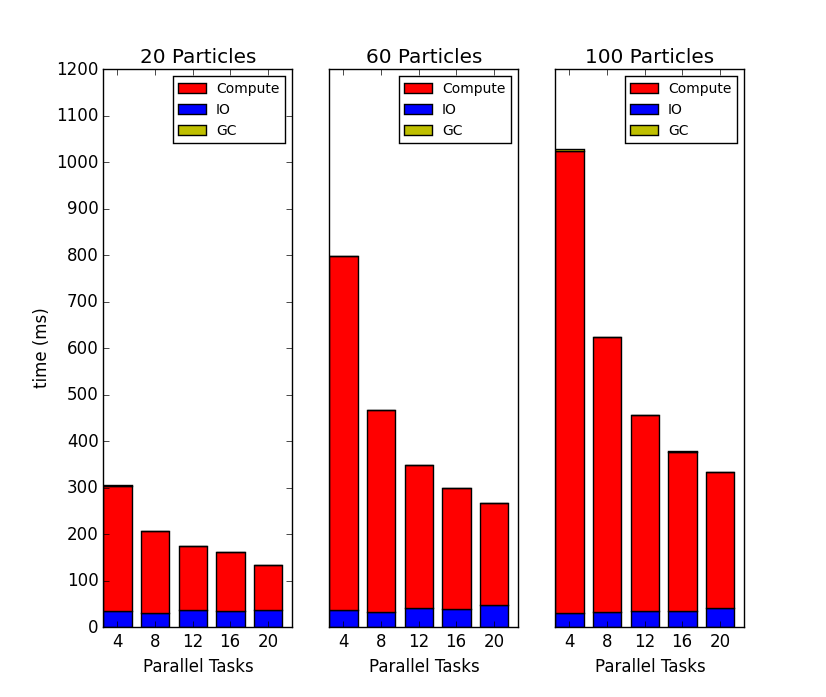 20 Particles 60 Particles 100 Particles
1200
1100
1000
900
800
700
600
500
400
300
200
100
0
time (ms)
Compute
IO
GC
4 8 12 16 20
Parallel Tasks
Compute
IO
GC
4 8 12 16 20
Parallel Tasks
Compute
IO
GC
4 8 12 16 20
Parallel Tasks